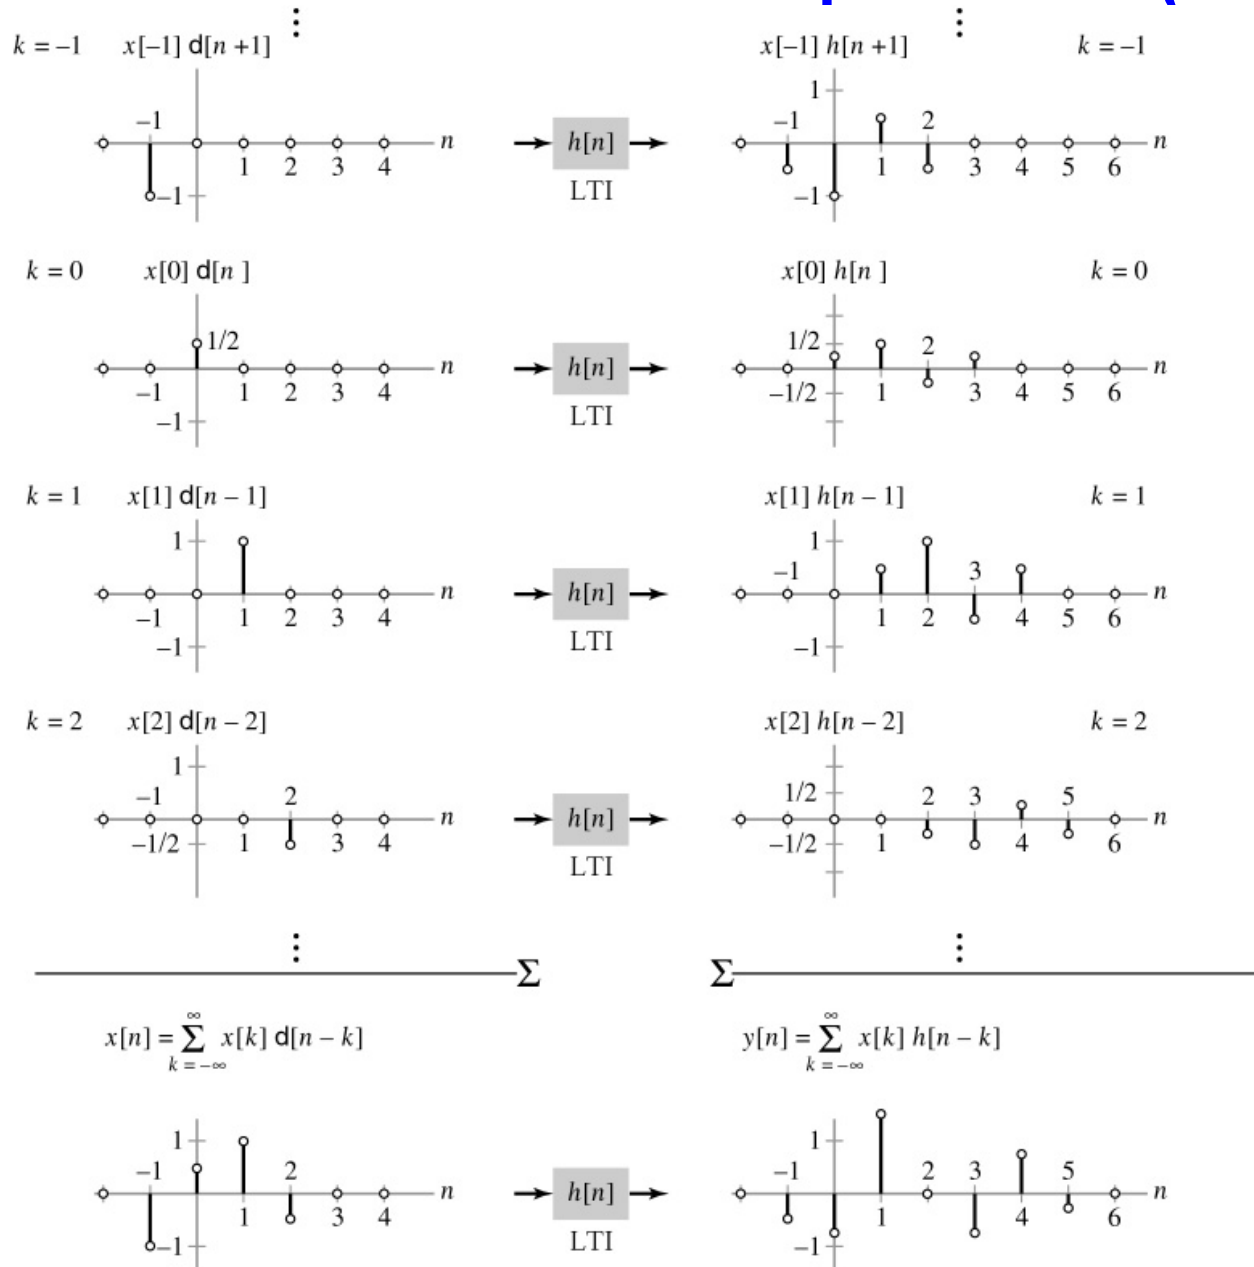 k = –1 x[–1] d[n +1] x[–1] h[n +1] k = –1
1
–1 –1 2
n h[n] n
1 2 3 4 1 3 4 5 6
LTI
–1 –1
k = 0 x[0] d[n ] x[0] h[n ] k = 0
1/2 1/2 2
n h[n] n
–1 1 2 3 4 –1/2 1 3 4 5 6
–1 LTI
k = 1 x[1] d[n – 1] x[1] h[n – 1] k = 1
1 1
–1 3
n h[n] n
–1 1 2 3 4 1 2 4 5 6
–1 LTI –1
k = 2 x[2] d[n – 2] x[2] h[n – 2] k = 2
1
–1 2 1/2 2 3 5
n h[n] n
–1/2 1 3 4 –1/2 1 4 6
LTI
Σ Σ
x[n] = Σ x[k] d[n – k] y[n] = Σ x[k] h[n – k]
∞ ∞
k = –∞ k = –∞
1 1
–1 2 –1 2 3 5
n h[n] n
1 3 4 1 4 6
–1 LTI –1